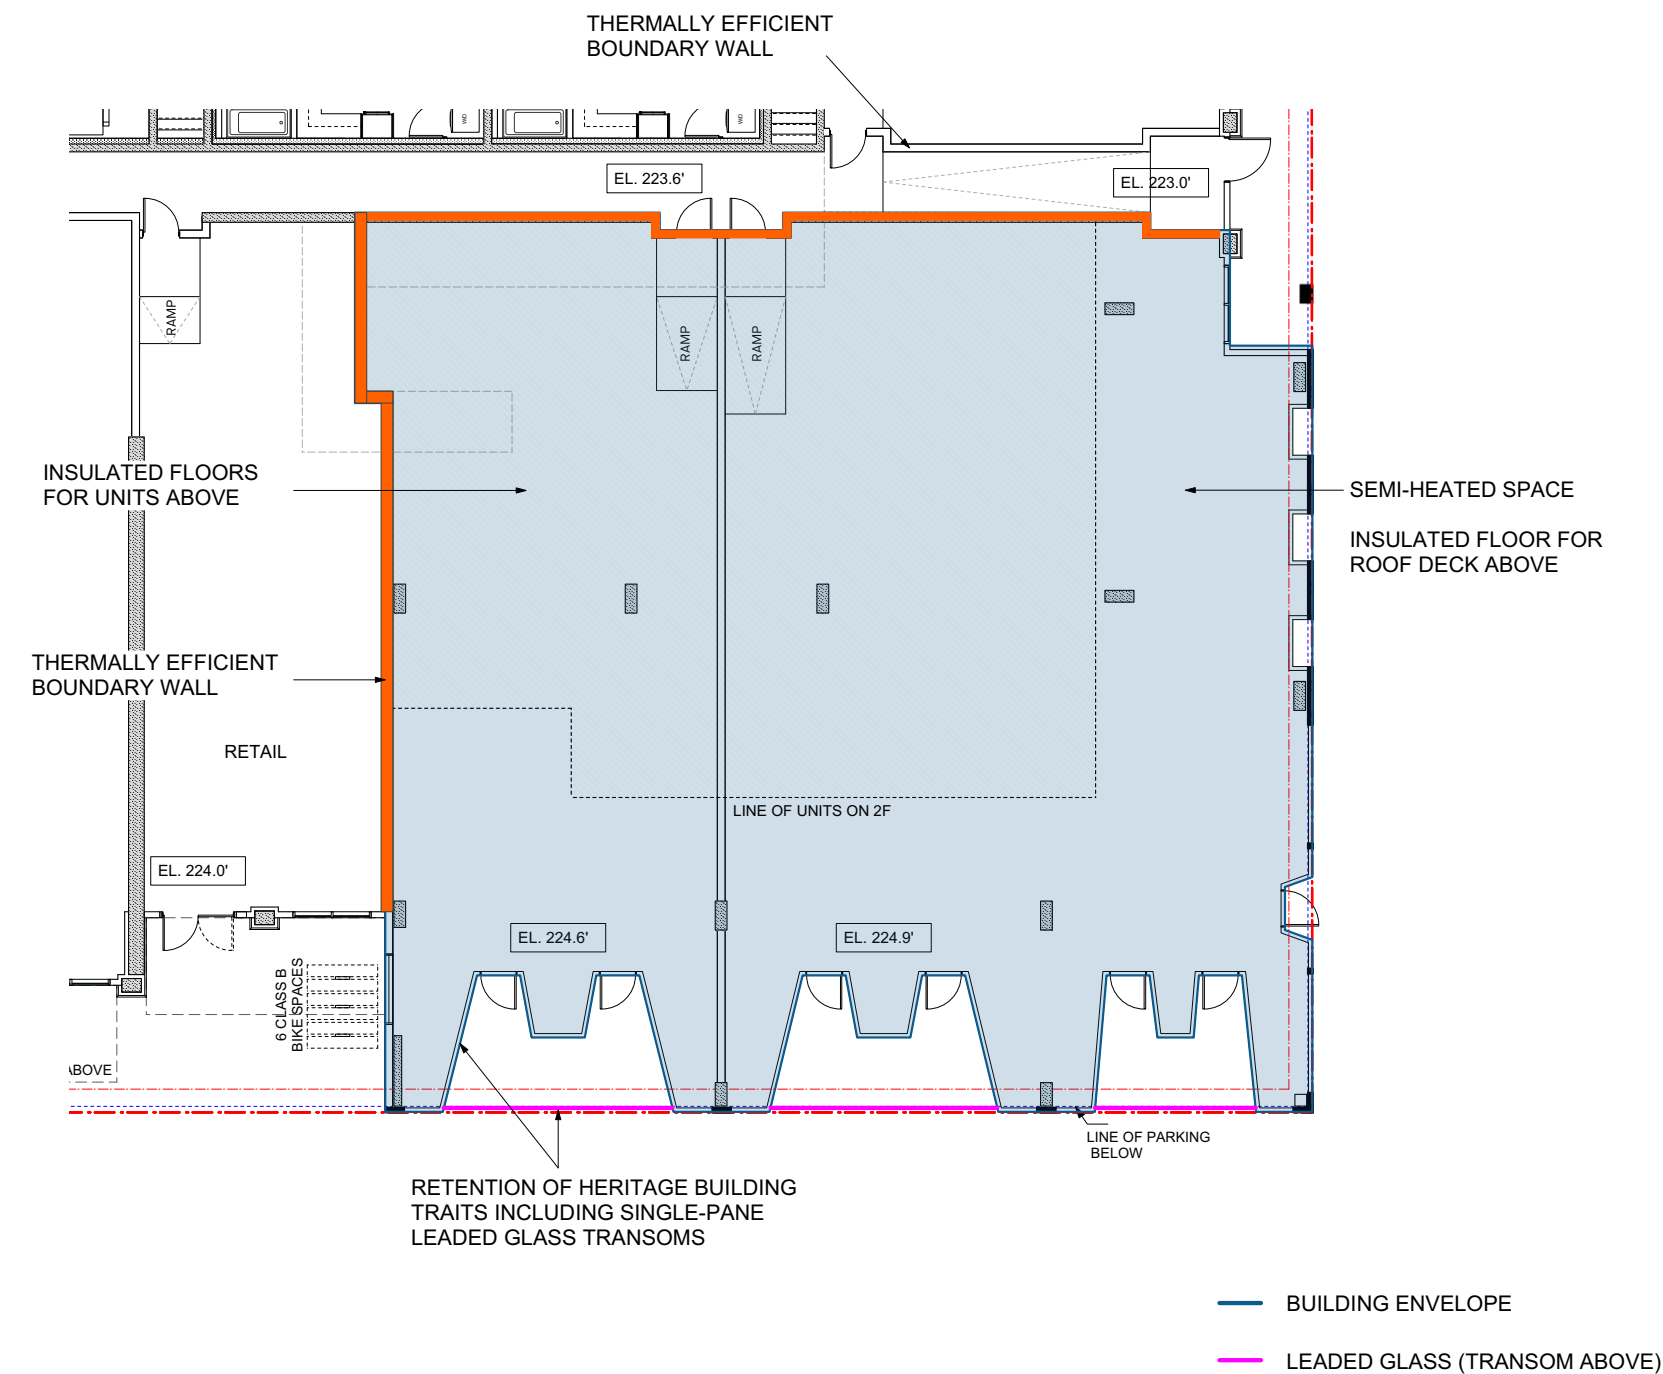 THERMALLY EFFICIENT
BOUNDARY WALL
W/D
W/D
EL. 223.6'
EL. 223.0'
RAMP
RAMP
RAMP
INSULATED FLOORS
FOR UNITS ABOVE
SEMI-HEATED SPACE
INSULATED FLOOR FOR
ROOF DECK ABOVE
THERMALLY EFFICIENT
BOUNDARY WALL
RETAIL
LINE OF UNITS ON 2F
EL. 224.0'
EL. 224.6'
EL. 224.9'
6 CLASS B
BIKE SPACES
ABOVE
LINE OF PARKING
BELOW
RETENTION OF HERITAGE BUILDING
TRAITS INCLUDING SINGLE-PANE
LEADED GLASS TRANSOMS
BUILDING ENVELOPE
LEADED GLASS (TRANSOM ABOVE)